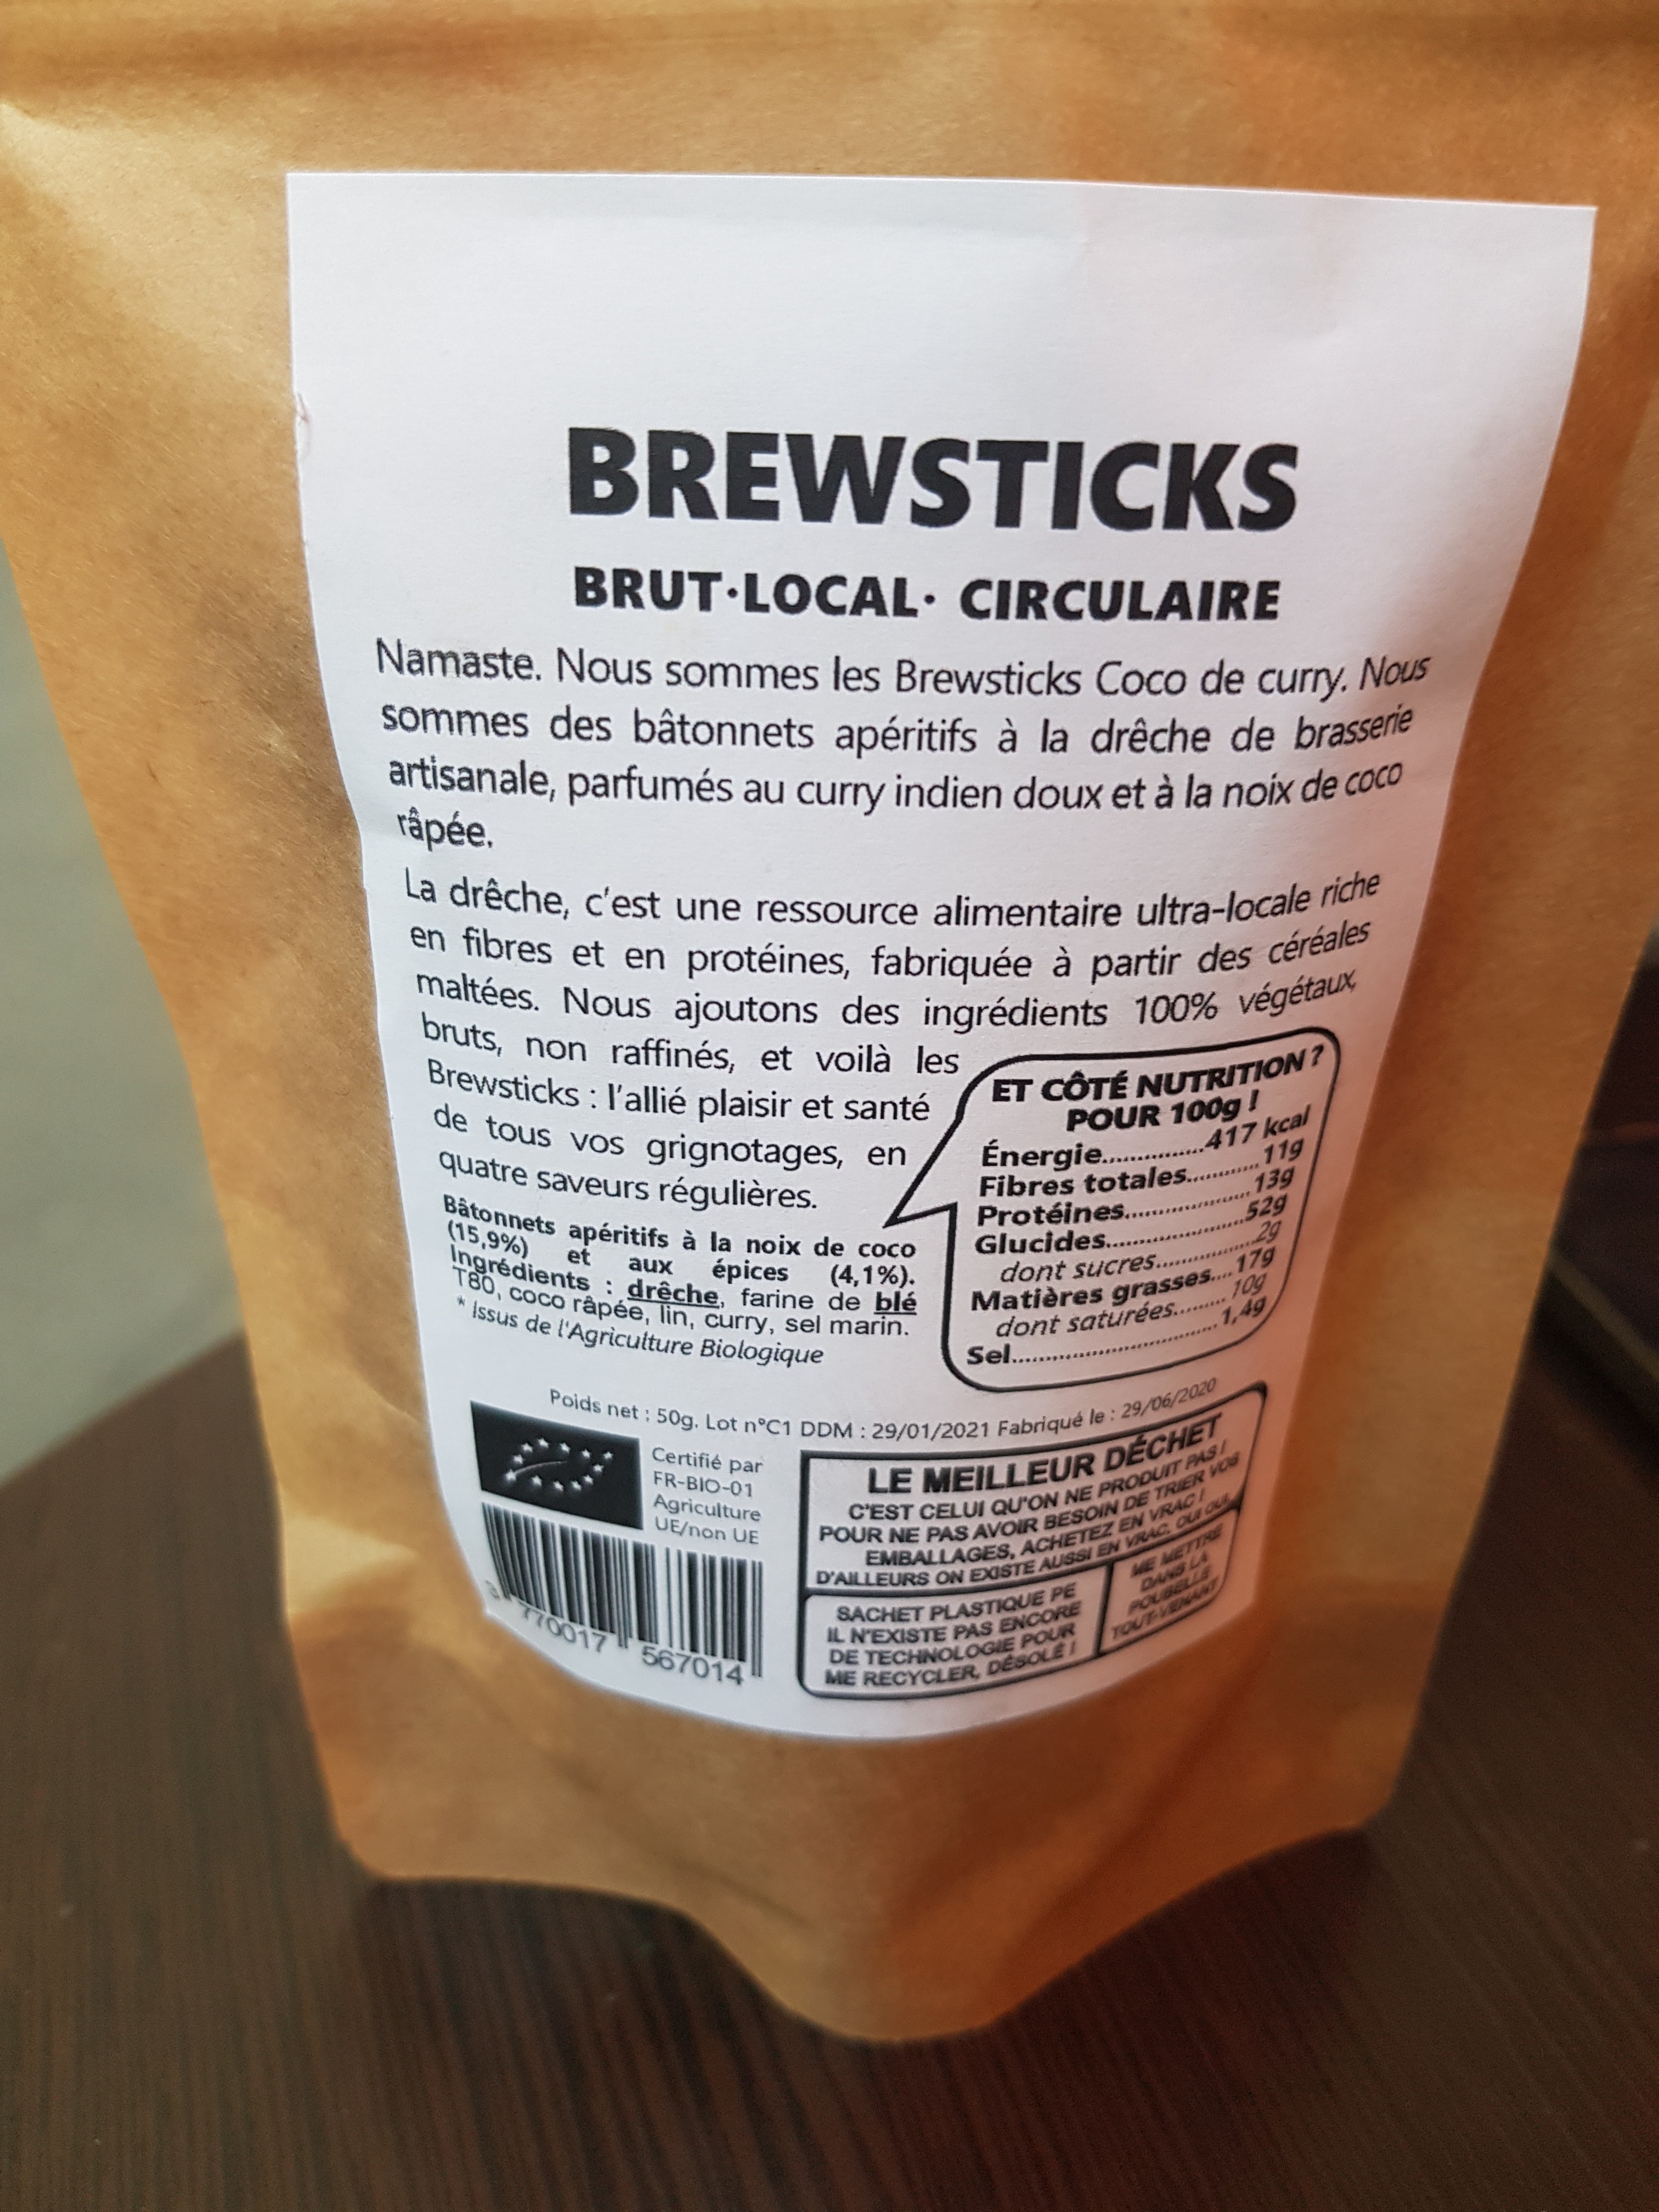 BREWSTICKS
BRUT·LOCAL· CIRCULAIRE
Namaste. Nous sommes les Brewsticks Coco de curry. Nous
sommes des bâtonnets apéritifs à la drêche de brasserie
artisanale, parfumés au curry indien doux et à la noix de coco
râpée.
La drêche, c'est une ressource alimentaire ultra-locale riche
en fibres et en protéines, fabriquée à partir des céréales
maltées. Nous ajoutons des ingrédients 100% végétaux,
bruts, non raffinés, et voilà les
Brewsticks : l'allié plaisir et santé
de tous vos grignotages, en
quatre saveurs régulières.
Bâtonnets apéritifs à la noix de coco
(15,9%) et aux épices (4,1%).
Ingrédients : drêche, farine de blé
T80, coco râpée, lin, curry, sel marin.
* Issus de l'Agriculture Biologique
ET CÔTÉ NUTRITION ?
POUR 100g !
Énergie................417 kcal
Fibres totales...........11g
Protéines...................13g
Glucides.....................52g
dont sucres..............2g
Matières grasses....17g
dont saturées.........10g
Sel...............................1,4g
Poids net : 50g. Lot n°C1 DDM : 29/01/2021 Fabriqué le : 29/06/2020
Certifié par
FR-BIO-01
Agriculture
UE/non UE
3 770017 567014
LE MEILLEUR DÉCHET
C'EST CELUI QU'ON NE PRODUIT PAS !
POUR NE PAS AVOIR BESOIN DE TRIER VOS
EMBALLAGES, ACHETEZ EN VRAC !
D'AILLEURS ON EXISTE AUSSI EN VRAC, OUI OUI
SACHET PLASTIQUE PE
IL N'EXISTE PAS ENCORE
DE TECHNOLOGIE POUR
ME RECYCLER, DÉSOLÉ !
ME METTRE
DANS LA
POUBELLE
TOUT-VENANT